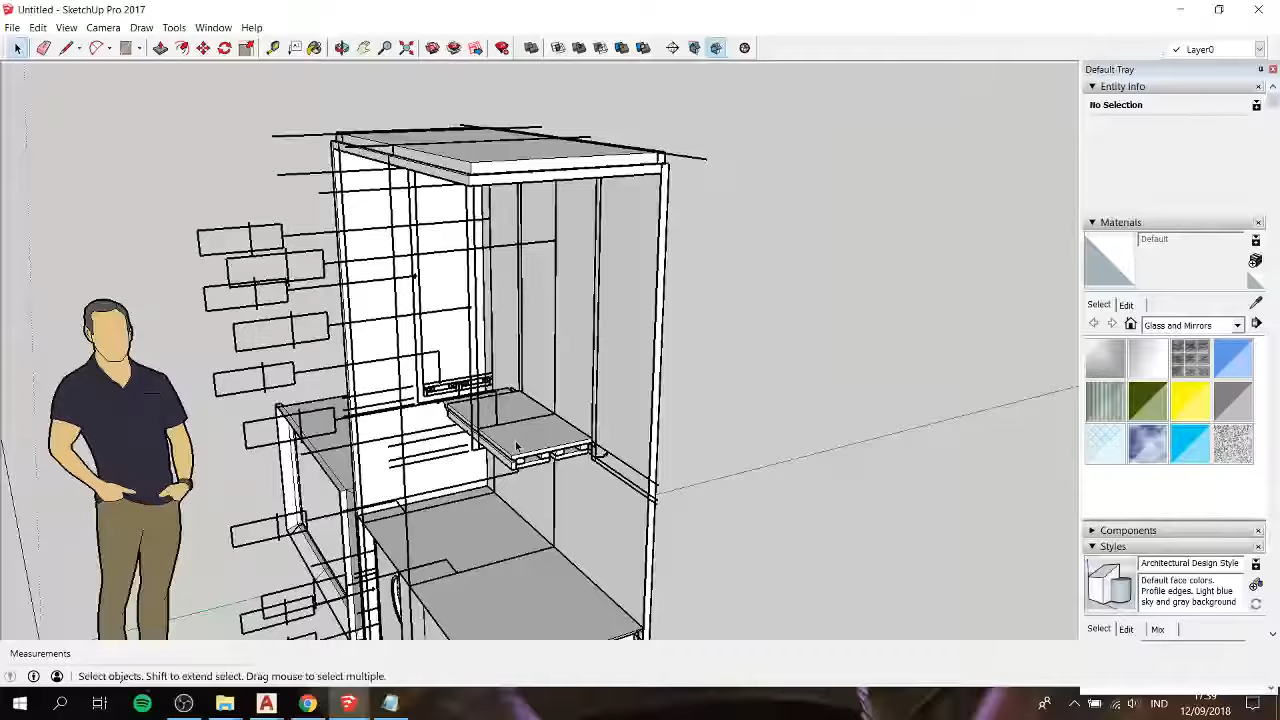 Untitled - SketchUp Pro 2017
File Edit View Camera Draw Tools Window Help
Layer0
Default Tray
Entity Info
No Selection
Materials
Default
Select Edit
Glass and Mirrors
Components
Styles
Architectural Design Style
Default face colors.
Profile edges. Light blue
sky and gray background
Select Edit Mix
Measurements
Select objects. Shift to extend select. Drag mouse to select multiple.
IND
17:39
12/09/2018